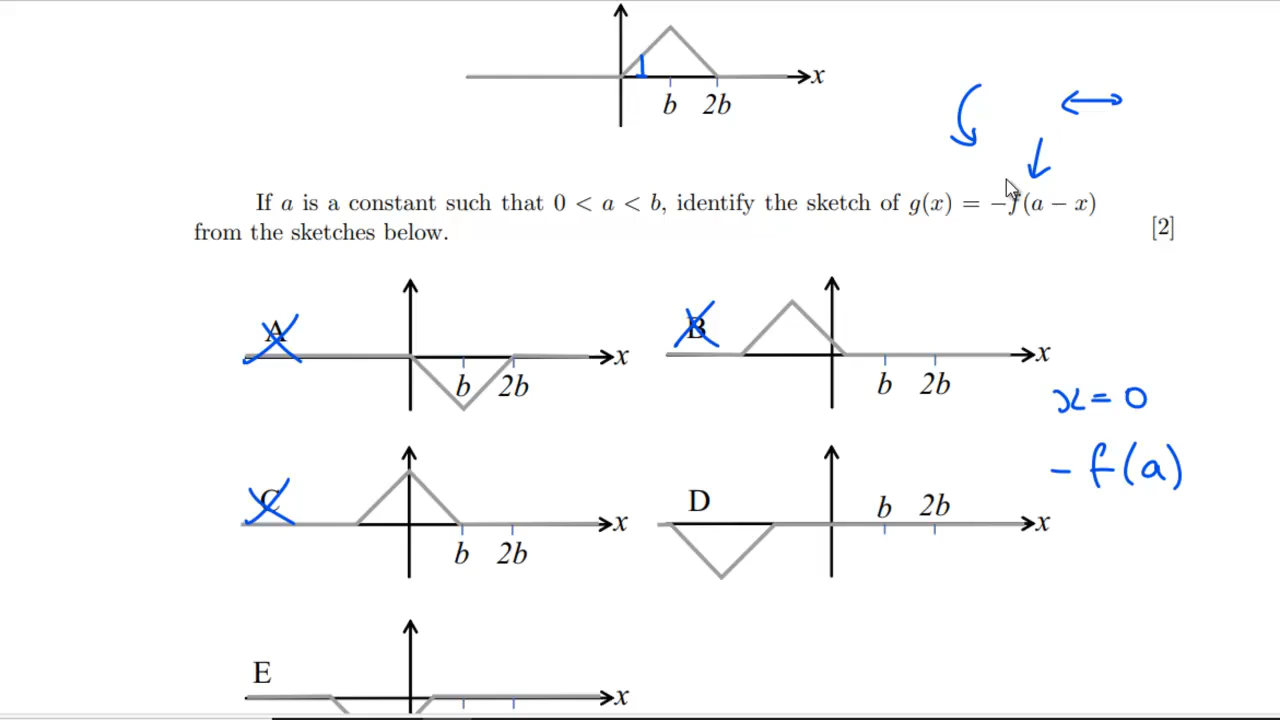 x
b 2b
If a is a constant such that 0 < a < b, identify the sketch of g(x) = −f(a − x)
from the sketches below. [2]
A
x
b 2b
B
x
b 2b
x = 0
- f(a)
C
x
b 2b
D
x
b 2b
E
x